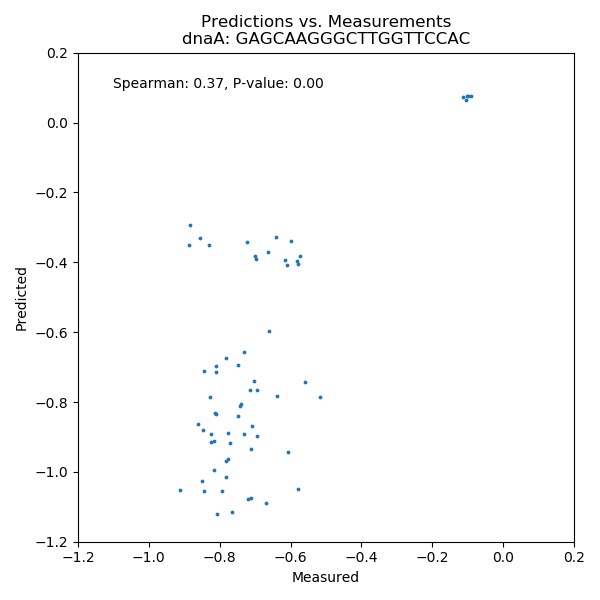 Predictions vs. Measurements
dnaA: GAGCAAGGGCTTGGTTCCAC
Spearman: 0.37, P-value: 0.00
Predicted
0.2
0.0
−0.2
−0.4
−0.6
−0.8
−1.0
−1.2
−1.2 −1.0 −0.8 −0.6 −0.4 −0.2 0.0 0.2
Measured